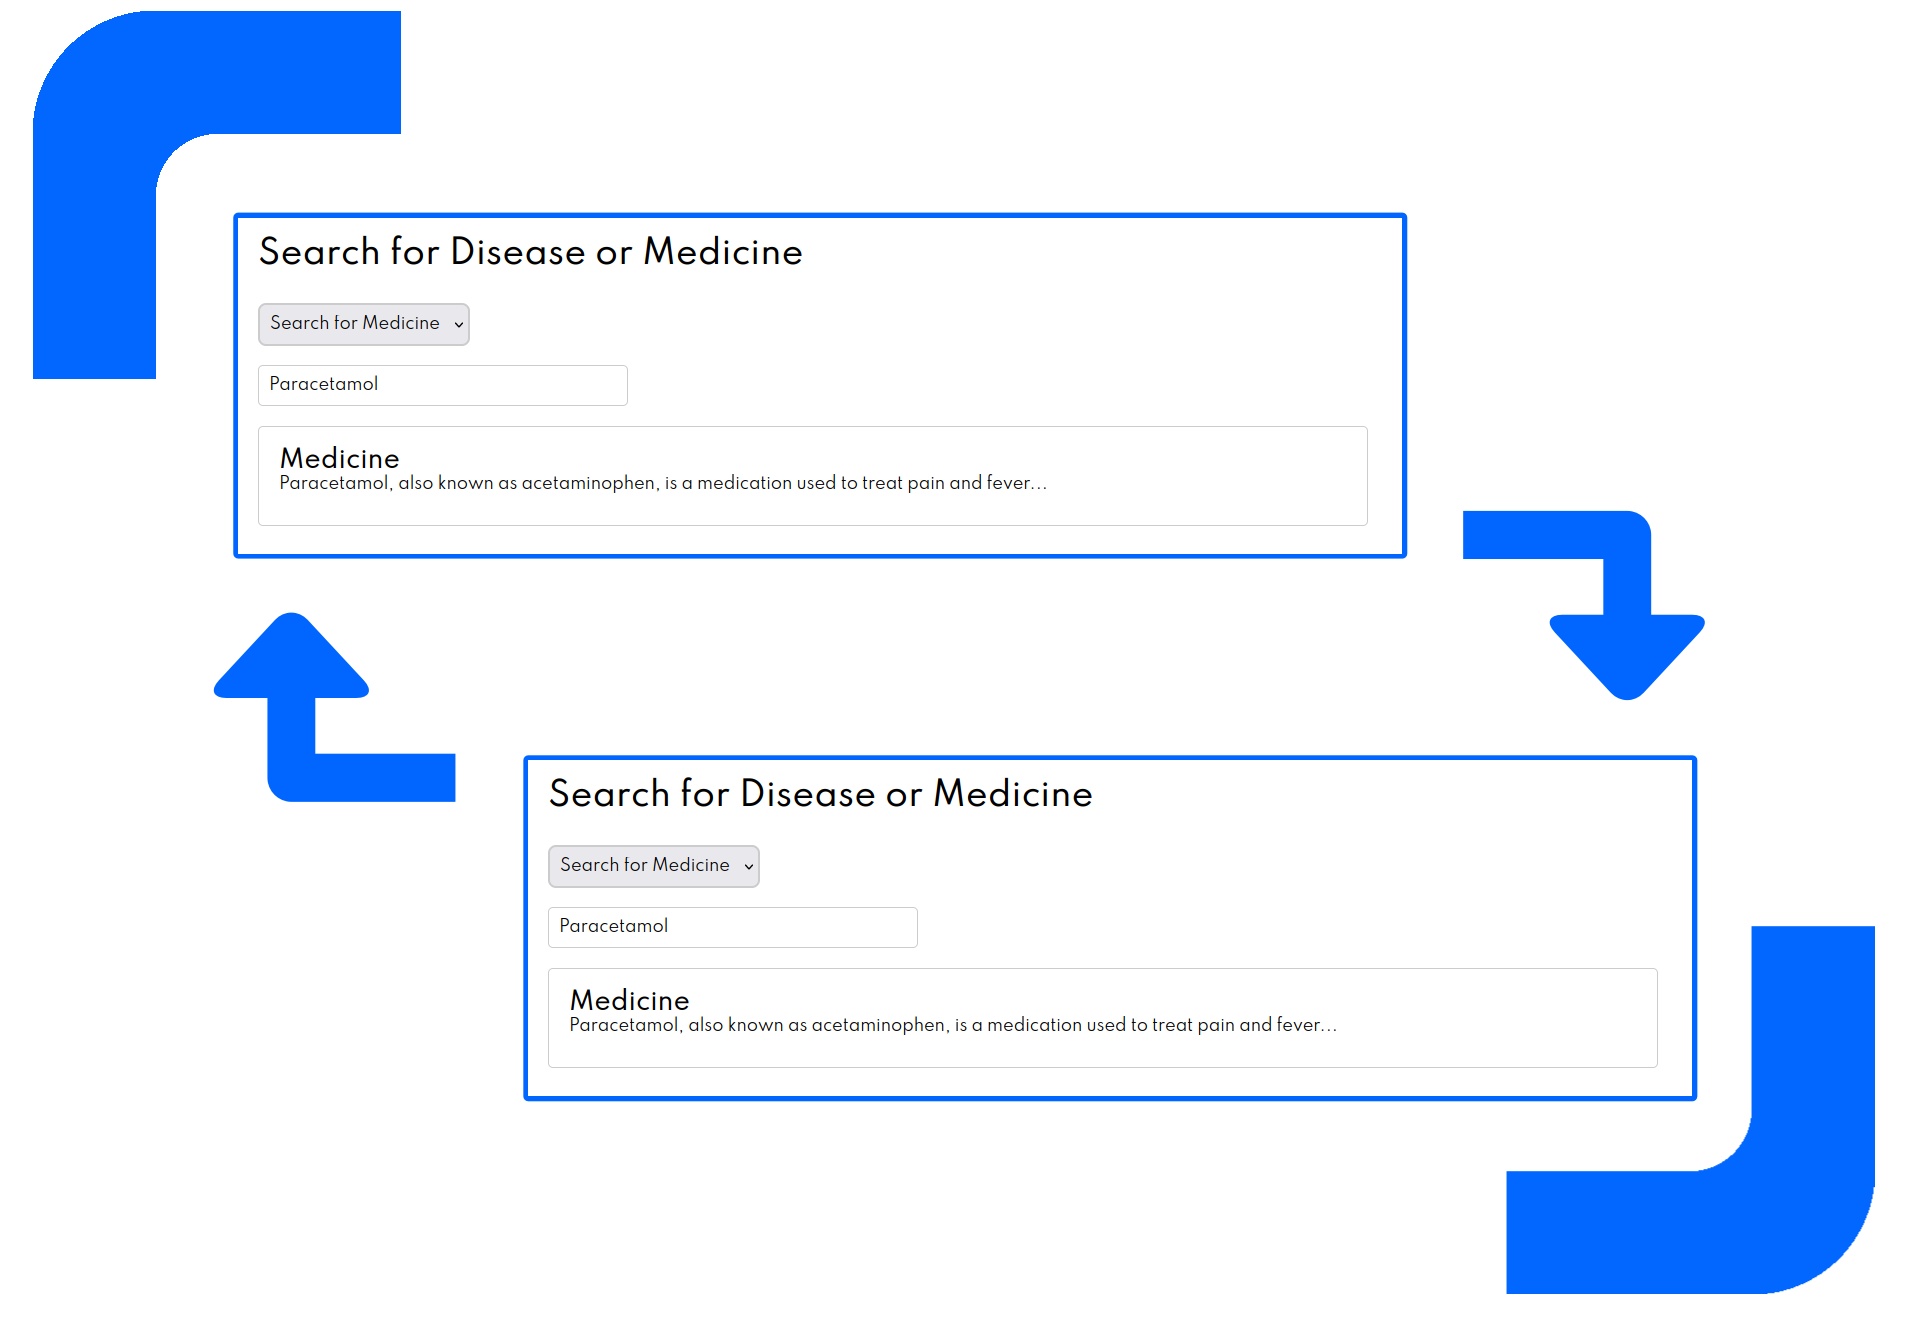 Search for Disease or Medicine
Search for Medicine
Paracetamol
Medicine
Paracetamol, also known as acetaminophen, is a medication used to treat pain and fever...
Search for Disease or Medicine
Search for Medicine
Paracetamol
Medicine
Paracetamol, also known as acetaminophen, is a medication used to treat pain and fever...